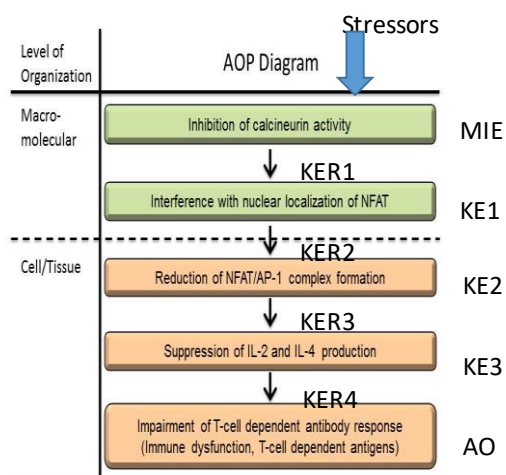 Stressors
Level of
Organization
AOP Diagram
Macro-
molecular
Inhibition of calcineurin activity
MIE
KER1
Interference with nuclear localization of NFAT
KE1
KER2
Cell/Tissue
Reduction of NFAT/AP-1 complex formation
KE2
KER3
Suppression of IL-2 and IL-4 production
KE3
KER4
Impairment of T-cell dependent antibody response
(Immune dysfunction, T-cell dependent antigens)
AO